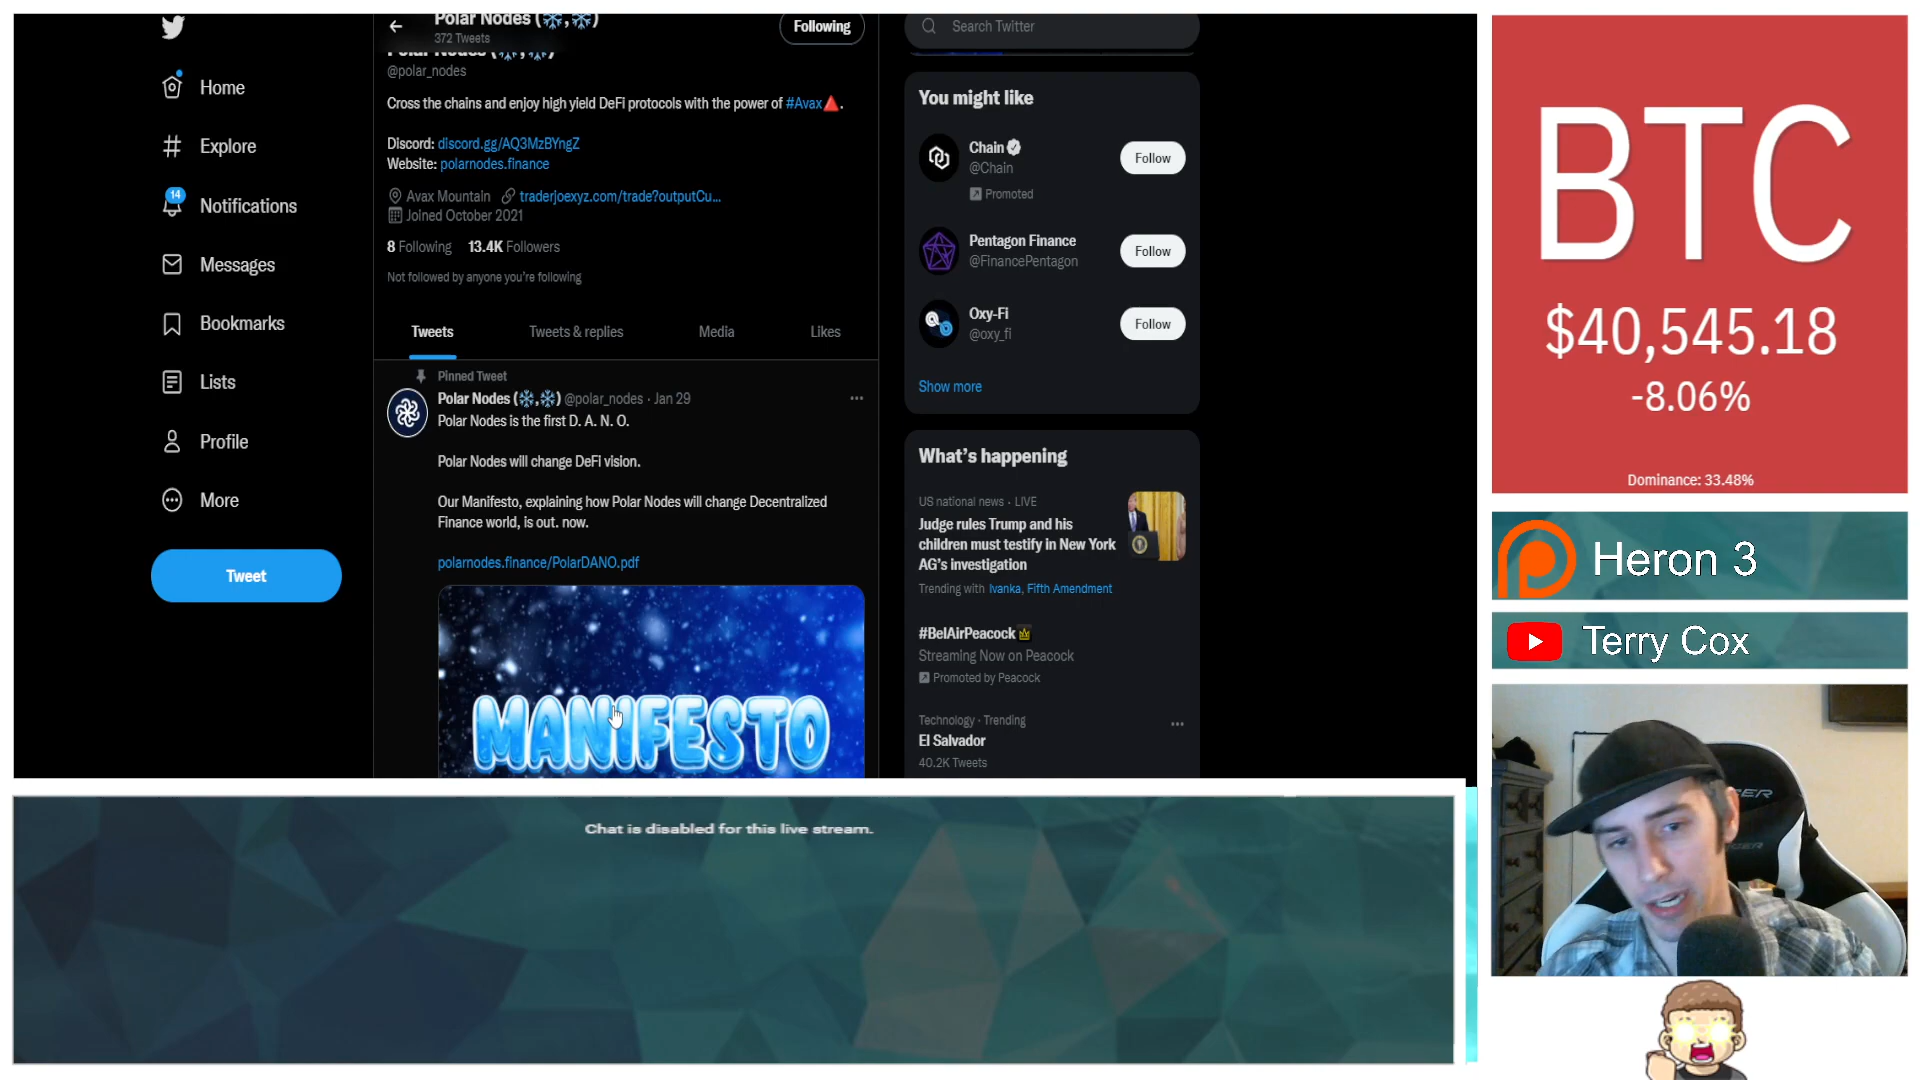 Polar Nodes (❄️,❄️)
372 Tweets
Following
Polar Nodes (❄️,❄️)
@polar_nodes
Cross the chains and enjoy high yield DeFi protocols with the power of #Avax🔺.
Discord: discord.gg/AQ3MzBYngZ
Website: polarnodes.finance
Avax Mountain traderjoexyz.com/trade?outputCu...
Joined October 2021
8 Following 13.4K Followers
Not followed by anyone you're following
Tweets Tweets & replies Media Likes
Pinned Tweet
Polar Nodes (❄️,❄️) @polar_nodes · Jan 29
Polar Nodes is the first D. A. N. O.
Polar Nodes will change DeFi vision.
Our Manifesto, explaining how Polar Nodes will change Decentralized
Finance world, is out. now.
polarnodes.finance/PolarDANO.pdf
MANIFESTO
Home
Explore
14
Notifications
Messages
Bookmarks
Lists
Profile
More
Tweet
Search Twitter
You might like
Chain
@Chain
Follow
Promoted
Pentagon Finance
@FinancePentagon
Follow
Oxy-Fi
@oxy_fi
Follow
Show more
What's happening
US national news · LIVE
Judge rules Trump and his
children must testify in New York
AG's investigation
Trending with Ivanka, Fifth Amendment
#BelAirPeacock
Streaming Now on Peacock
Promoted by Peacock
Technology · Trending
El Salvador
40.2K Tweets
BTC
$40,545.18
-8.06%
Dominance: 33.48%
Heron 3
Terry Cox
Chat is disabled for this live stream.